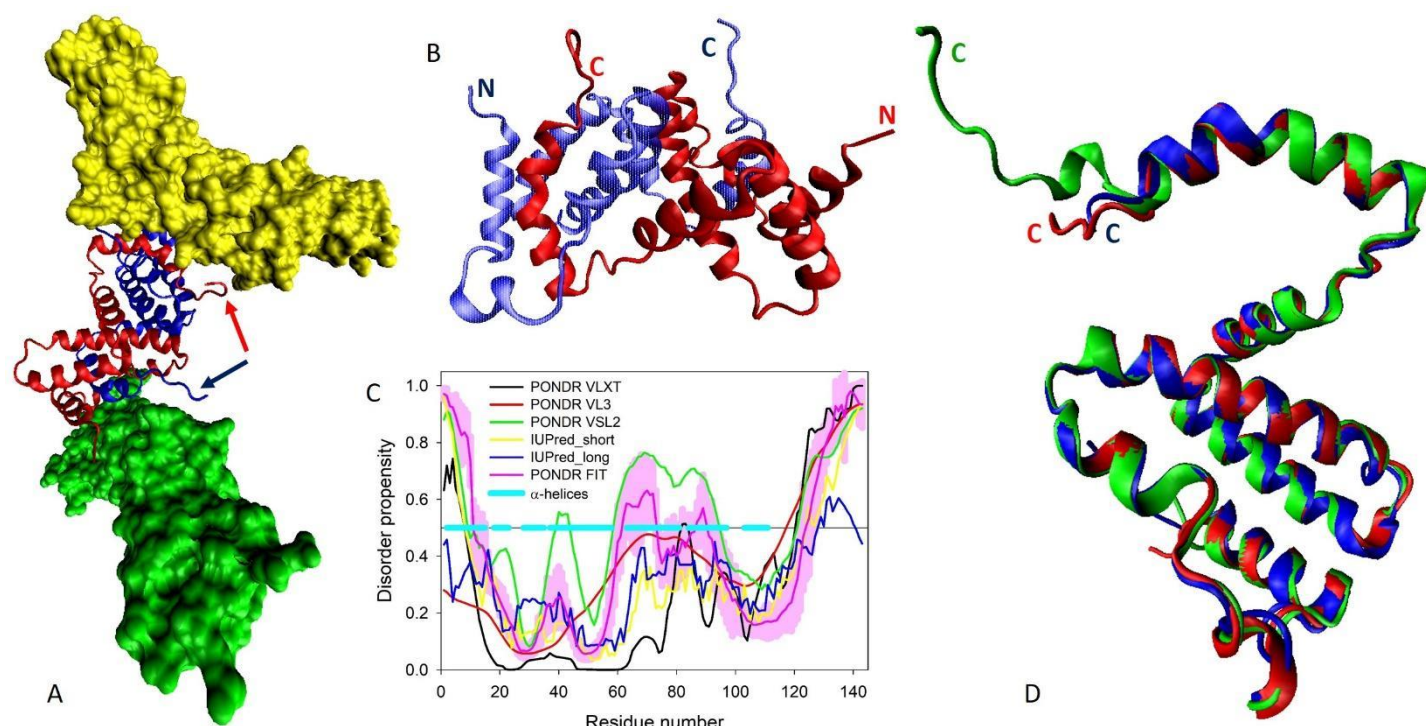 A
B
N
C
C
N
C
Disorder propensity
1.0
0.8
0.6
0.4
0.2
0.0
PONDR VLXT
PONDR VL3
PONDR VSL2
IUPred_short
IUPred_long
PONDR FIT
α-helices
0 20 40 60 80 100 120 140
Residue number
C
C
C
D